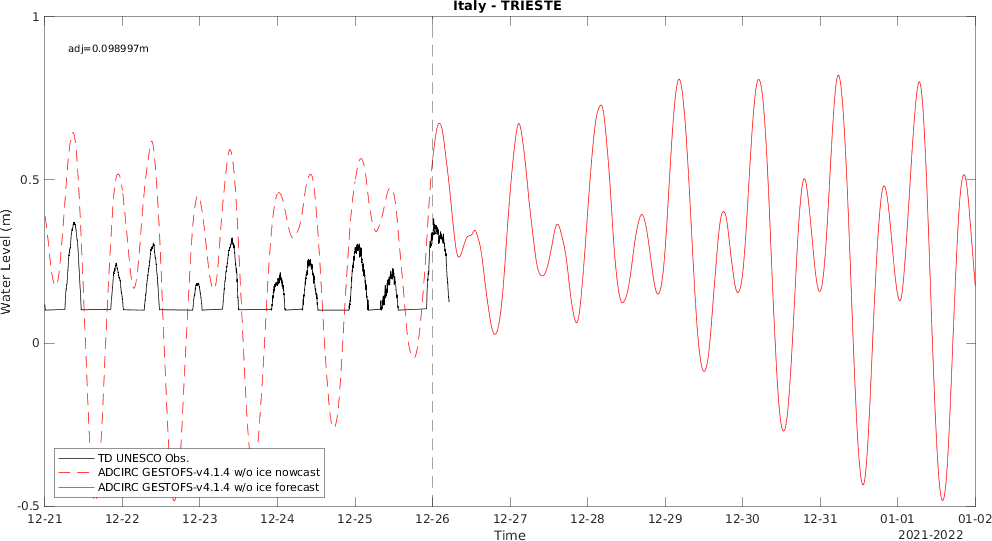 Italy - TRIESTE
adj=0.098997m
Water Level (m)
1
0.5
0
-0.5
TD UNESCO Obs.
ADCIRC GESTOFS-v4.1.4 w/o ice nowcast
ADCIRC GESTOFS-v4.1.4 w/o ice forecast
12-21 12-22 12-23 12-24 12-25 12-26 12-27 12-28 12-29 12-30 12-31 01-01 01-02
Time
2021-2022